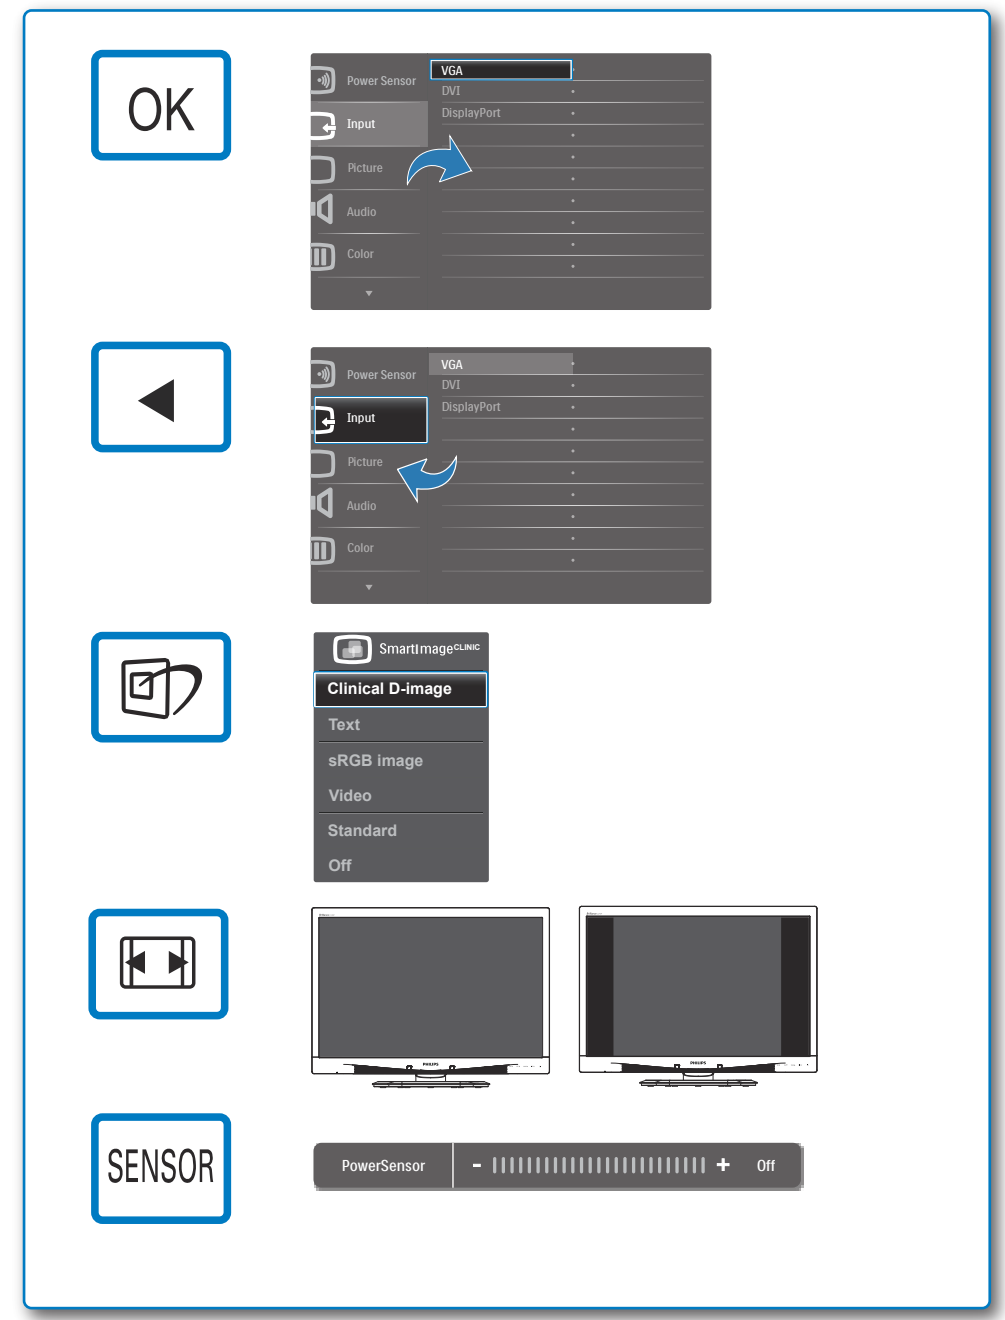 OK
Power Sensor
Input
Picture
Audio
Color
VGA
DVI
DisplayPort
Power Sensor
Input
Picture
Audio
Color
VGA
DVI
DisplayPort
SmartImageCLINIC
Clinical D-image
Text
sRGB image
Video
Standard
Off
PHILIPS
PHILIPS
SENSOR
PowerSensor - + Off